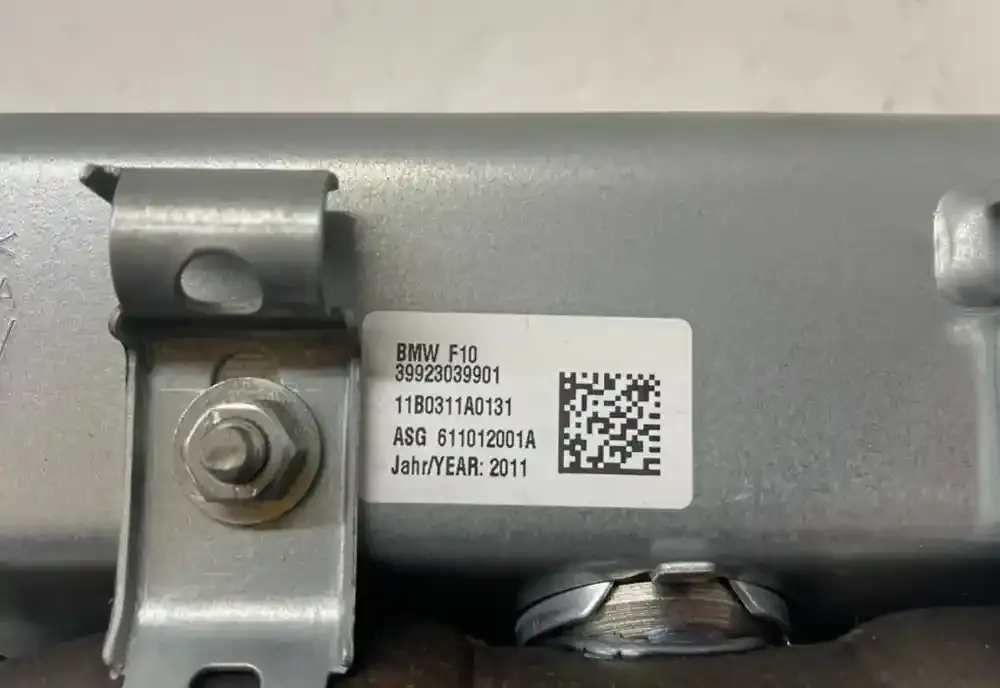 BMW F10
39923039901
11B0311A0131
ASG 611012001A
Jahr/YEAR: 2011